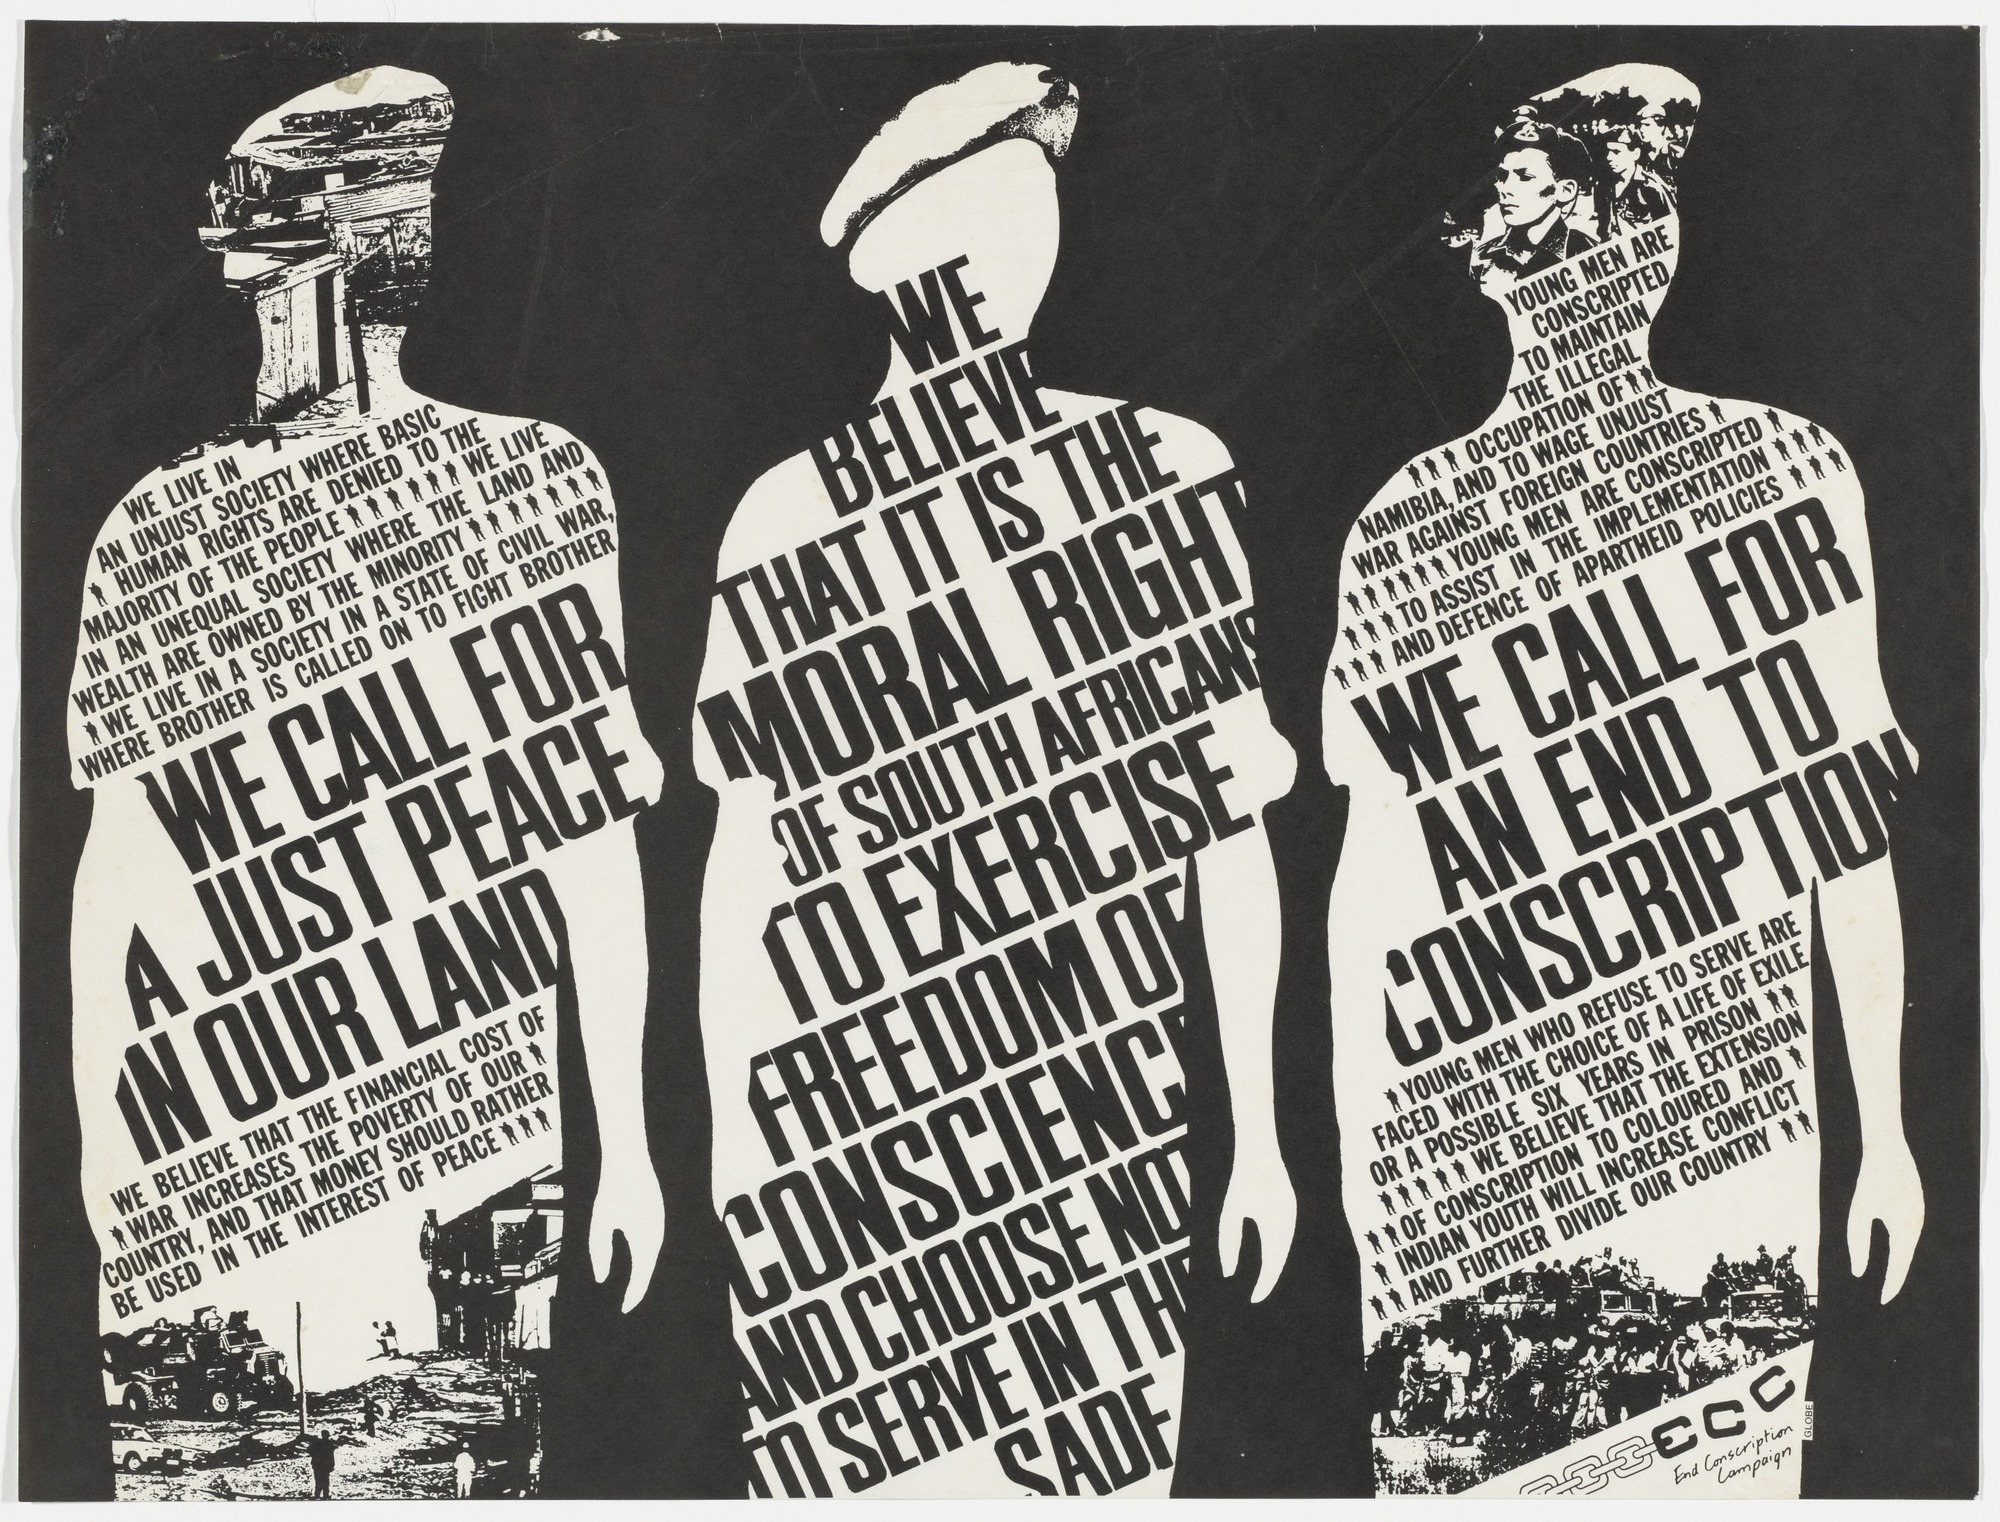 WE LIVE IN
AN UNJUST SOCIETY WHERE BASIC
HUMAN RIGHTS ARE DENIED TO THE
MAJORITY OF THE PEOPLE WE LIVE
IN AN UNEQUAL SOCIETY WHERE THE LAND AND
WEALTH ARE OWNED BY THE MINORITY
WE LIVE IN A SOCIETY IN A STATE OF CIVIL WAR,
WHERE BROTHER IS CALLED ON TO FIGHT BROTHER
WE CALL FOR
A JUST PEACE
IN OUR LAND
WE BELIEVE THAT THE FINANCIAL COST OF
WAR INCREASES THE POVERTY OF OUR
COUNTRY, AND THAT MONEY SHOULD RATHER
BE USED IN THE INTEREST OF PEACE
WE
BELIEVE
THAT IT IS THE
MORAL RIGHT
OF SOUTH AFRICANS
TO EXERCISE
FREEDOM OF
CONSCIENCE
AND CHOOSE NOT
TO SERVE IN THE
SADF
YOUNG MEN ARE
CONSCRIPTED
TO MAINTAIN
THE ILLEGAL
OCCUPATION OF
NAMIBIA, AND TO WAGE UNJUST
WAR AGAINST FOREIGN COUNTRIES
YOUNG MEN ARE CONSCRIPTED
TO ASSIST IN THE IMPLEMENTATION
AND DEFENCE OF APARTHEID POLICIES
WE CALL FOR
AN END TO
CONSCRIPTION
YOUNG MEN WHO REFUSE TO SERVE ARE
FACED WITH THE CHOICE OF A LIFE OF EXILE
OR A POSSIBLE SIX YEARS IN PRISON
WE BELIEVE THAT THE EXTENSION
OF CONSCRIPTION TO COLOURED AND
INDIAN YOUTH WILL INCREASE CONFLICT
AND FURTHER DIVIDE OUR COUNTRY
ECC
End Conscription
Campaign
GLOBE